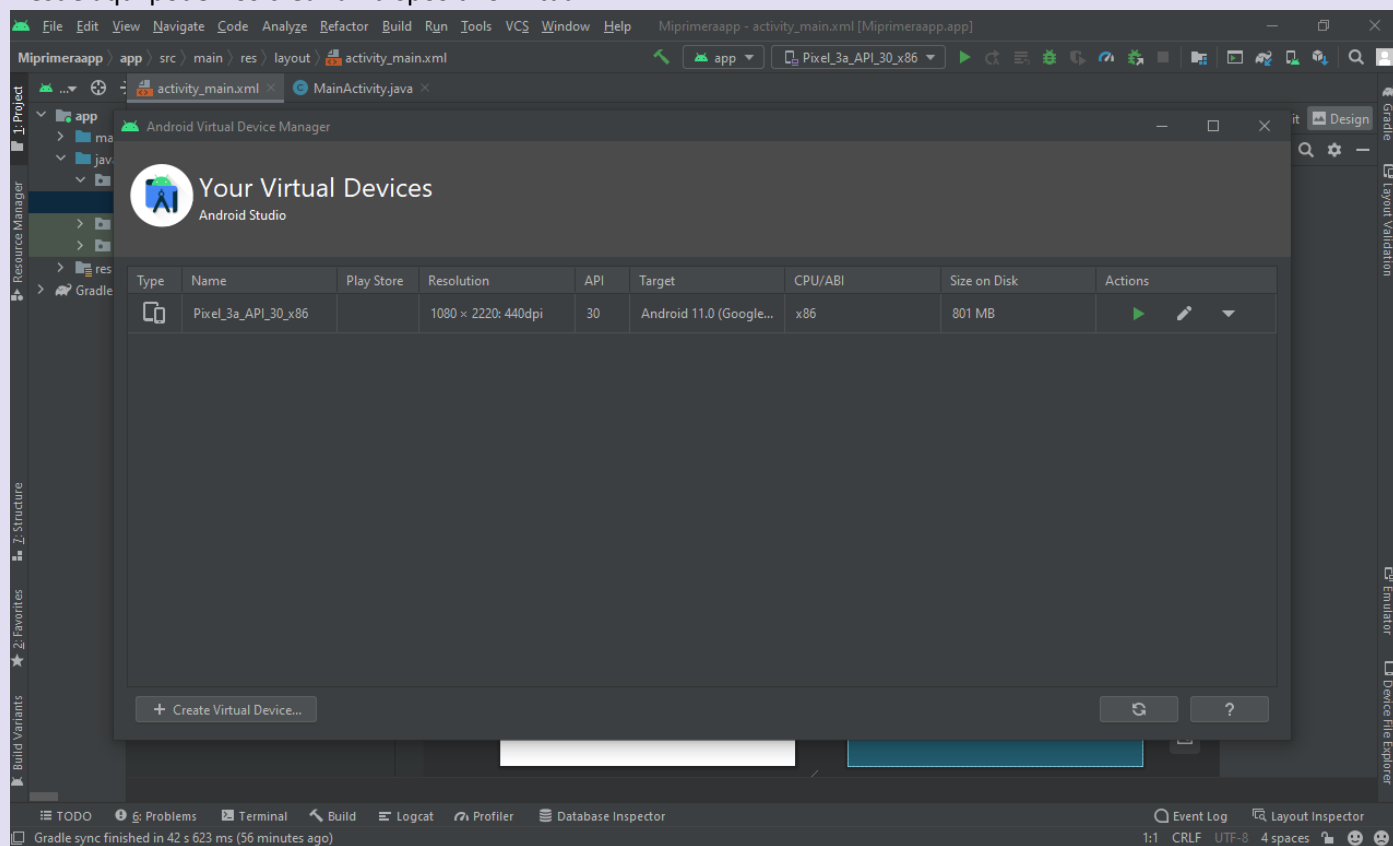 File Edit View Navigate Code Analyze Refactor Build Run Tools VCS Window Help Miprimeraapp - activity_main.xml [Miprimeraapp.app]
Miprimeraapp app src main res layout activity_main.xml app Pixel_3a_API_30_x86
... activity_main.xml MainActivity.java
1: Project
Resource Manager
7: Structure
2: Favorites
Build Variants
app
jav
res
Gradle
Android Virtual Device Manager
Your Virtual Devices
Android Studio
Type Name Play Store Resolution API Target CPU/ABI Size on Disk Actions
Pixel_3a_API_30_x86 1080 × 2220: 440dpi 30 Android 11.0 (Google... x86 801 MB
+ Create Virtual Device...
?
Design
Gradle
Layout Validation
Emulator
Device File Explorer
TODO 6: Problems Terminal Build Logcat Profiler Database Inspector Event Log Layout Inspector
Gradle sync finished in 42 s 623 ms (56 minutes ago) 1:1 CRLF UTF-8 4 spaces